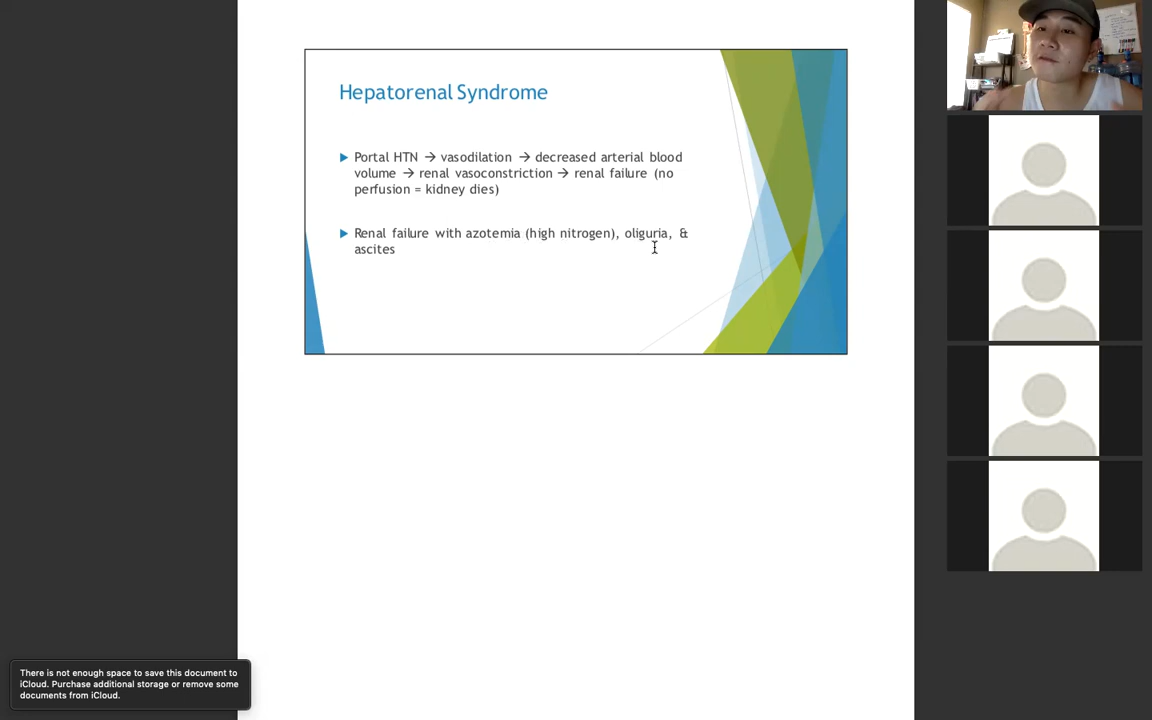 Hepatorenal Syndrome
Portal HTN → vasodilation → decreased arterial blood
volume → renal vasoconstriction → renal failure (no
perfusion = kidney dies)
Renal failure with azotemia (high nitrogen), oliguria, &
ascites
There is not enough space to save this document to
iCloud. Purchase additional storage or remove some
documents from iCloud.